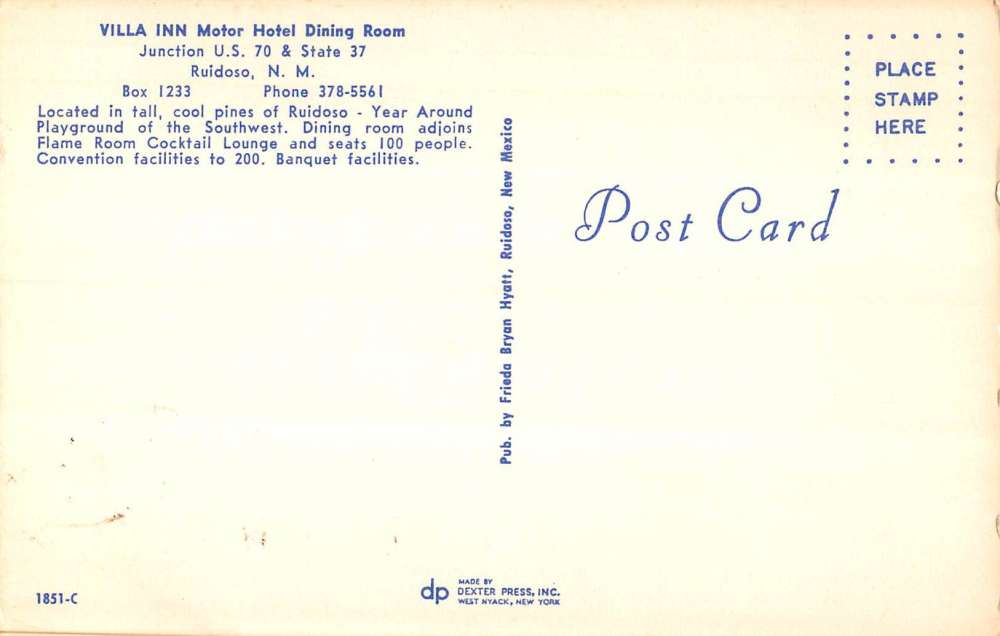 VILLA INN Motor Hotel Dining Room
Junction U.S. 70 & State 37
Ruidoso, N. M.
Box 1233 Phone 378-5561
Located in tall, cool pines of Ruidoso - Year Around
Playground of the Southwest. Dining room adjoins
Flame Room Cocktail Lounge and seats 100 people.
Convention facilities to 200. Banquet facilities.
Pub. by Frieda Bryan Hyatt, Ruidoso, New Mexico
PLACE
STAMP
HERE
Post Card
1851-C
dp
MADE BY
DEXTER PRESS, INC.
WEST NYACK, NEW YORK